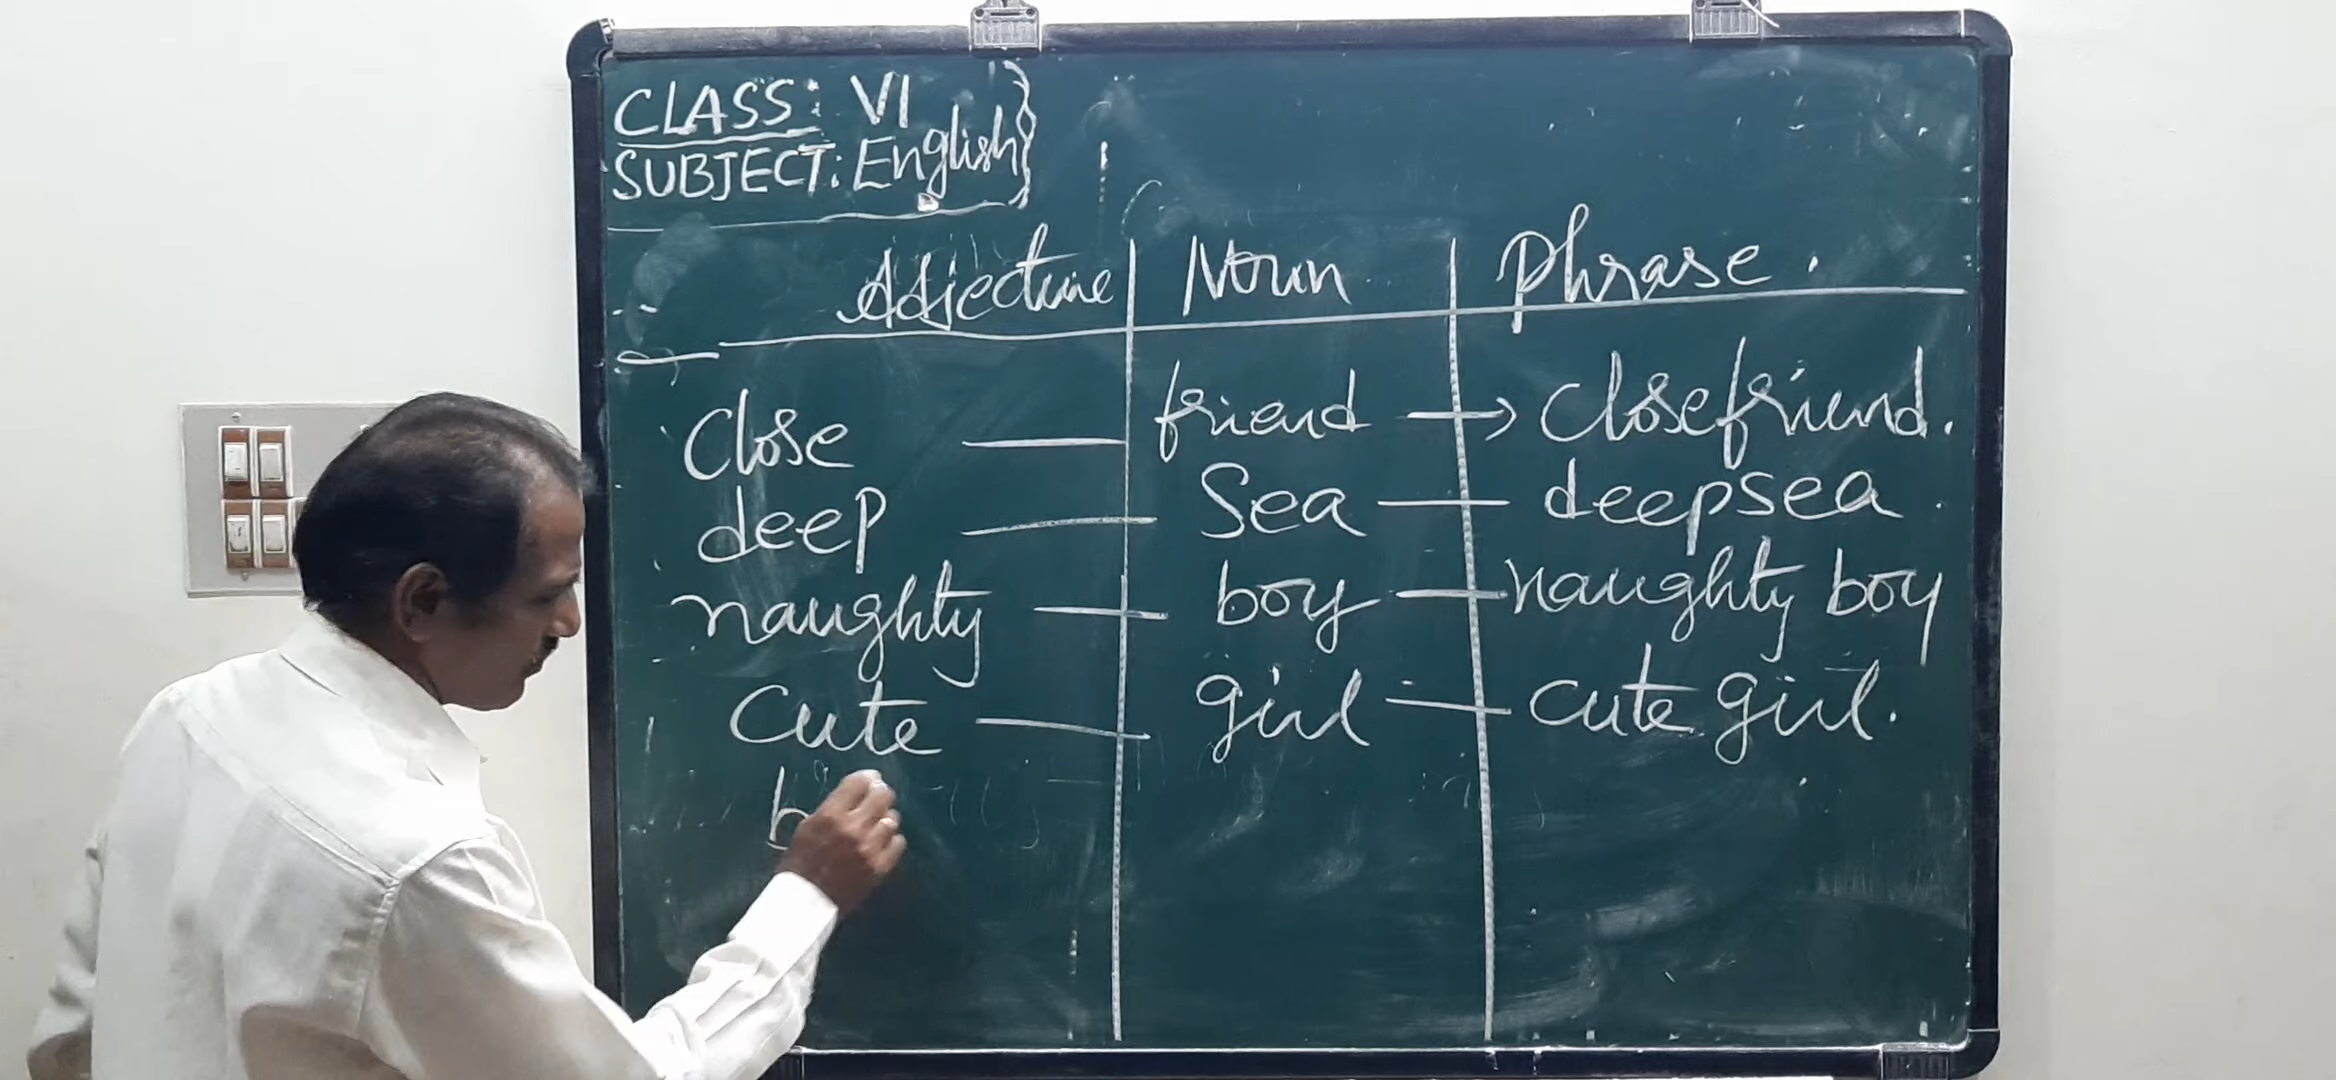 CLASS: VI
SUBJECT: English
Adjective Noun Phrase.
Close — friend → Closefriend.
deep — Sea — deepsea.
naughty — boy — naughty boy
Cute — girl — cute girl.
b